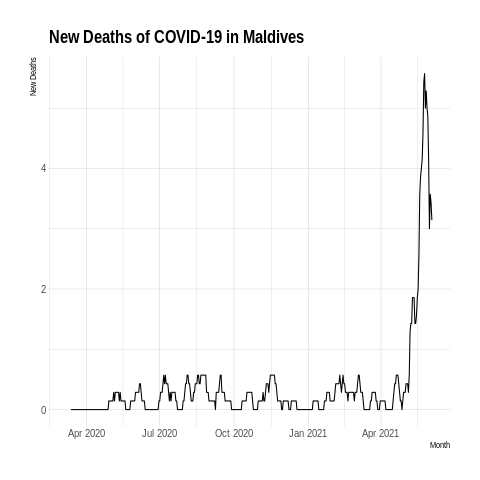 New Deaths of COVID-19 in Maldives
New Deaths
4
2
0
Apr 2020 Jul 2020 Oct 2020 Jan 2021 Apr 2021
Month